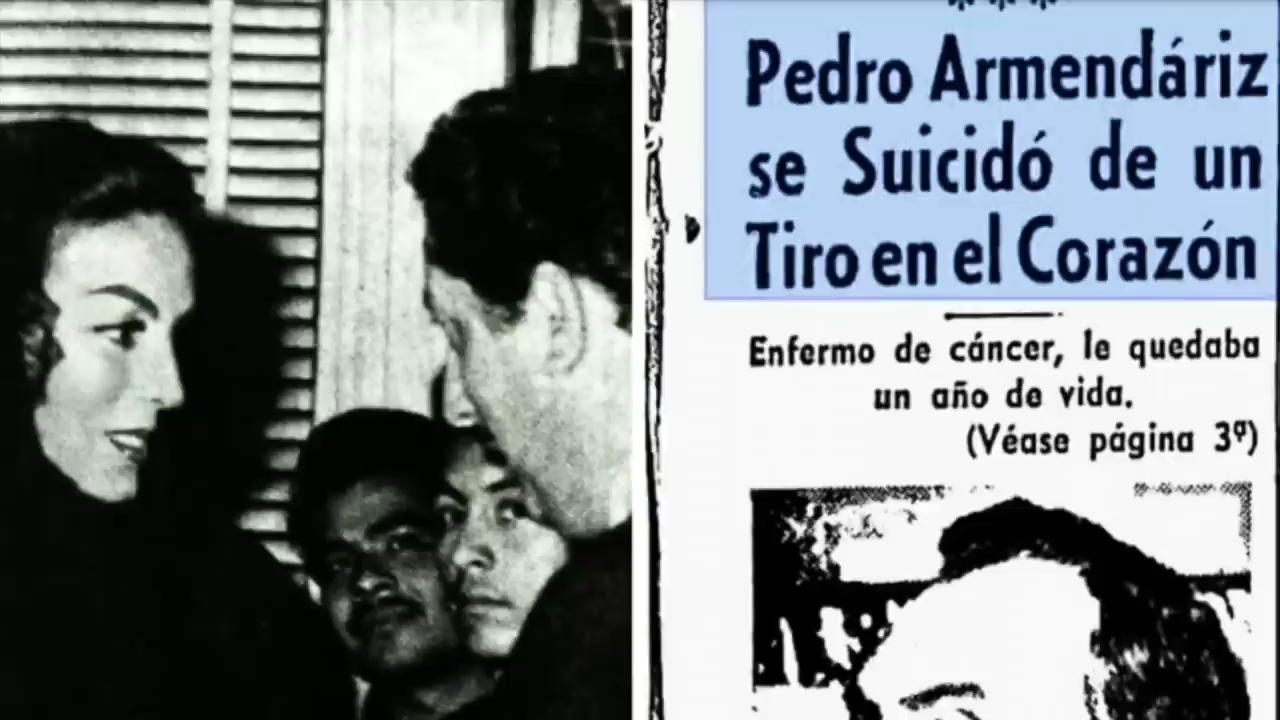 Pedro Armendáriz
se Suicidó de un
Tiro en el Corazón
Enfermo de cáncer, le quedaba
un año de vida.
(Véase página 3ª)